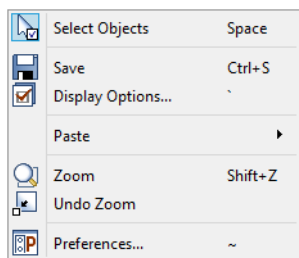 Select Objects Space
Save Ctrl+S
Display Options... `
Paste
Zoom Shift+Z
Undo Zoom
Preferences... ~